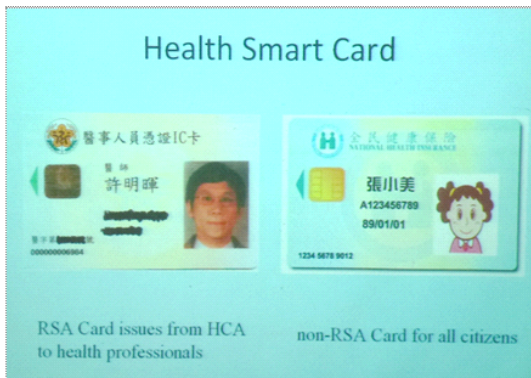 Health Smart Card
醫事人員憑證IC卡
醫師
許明暉
000000006904
全民健康保險
NATIONAL HEALTH INSURANCE
張小美
A123456789
89/01/01
1234 5678 9012
RSA Card issues from HCA
to health professionals
non-RSA Card for all citizens